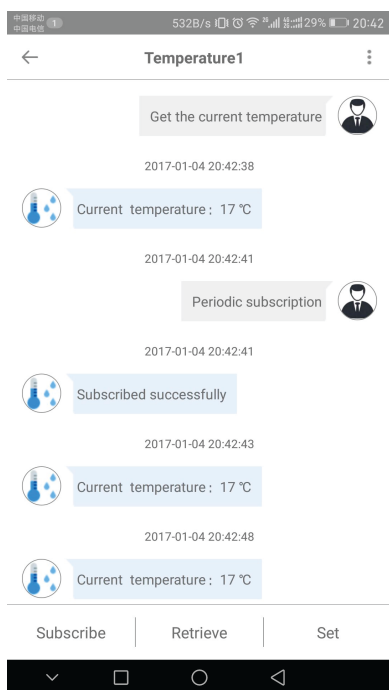 中国移动 1 532B/s 29% 20:42
中国电信
Temperature1
Get the current temperature
2017-01-04 20:42:38
Current temperature: 17 ℃
2017-01-04 20:42:41
Periodic subscription
2017-01-04 20:42:41
Subscribed successfully
2017-01-04 20:42:43
Current temperature: 17 ℃
2017-01-04 20:42:48
Current temperature: 17 ℃
Subscribe Retrieve Set